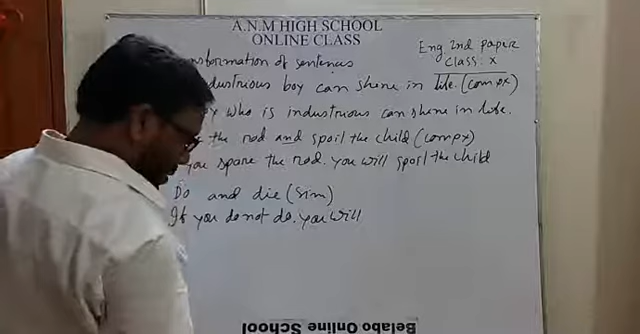 A.N.M HIGH SCHOOL
ONLINE CLASS
Eng. 2nd paper
Class: X
nsformation of sentences
dustrious boy can shine in life. (compx)
who is industrious can shine in life.
the rod and spoil the child (compx)
you spare the rod. you will spoil the child
Do and die (sim)
If you do not do. you will
Belabo Online School